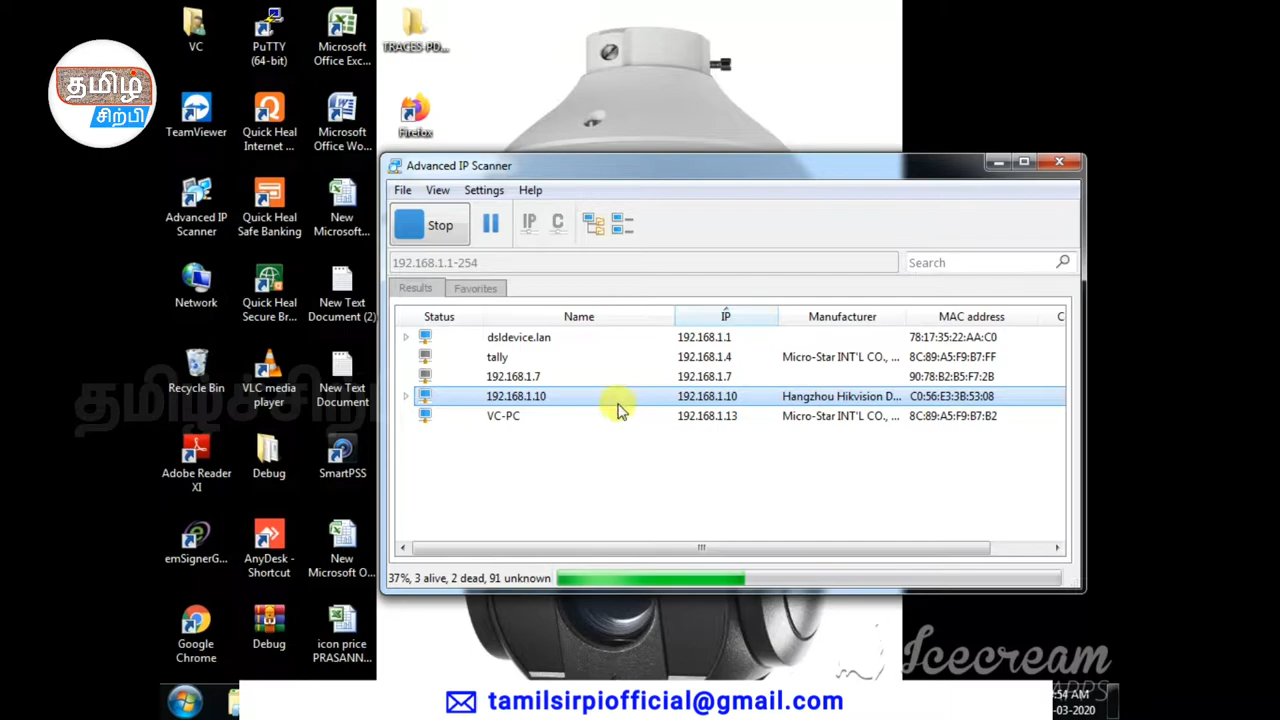 VC
PuTTY
(64-bit)
Microsoft
Office Exc...
TRACES-PD...
தமிழ்
சிற்பி
TeamViewer
Quick Heal
Internet ...
Microsoft
Office Wo...
Firefox
Advanced IP
Scanner
Quick Heal
Safe Banking
New
Microsoft...
Network
Quick Heal
Secure Br...
New Text
Document (2)
Recycle Bin
VLC media
player
New Text
Document
Adobe Reader
XI
Debug
SmartPSS
emSignerG...
AnyDesk -
Shortcut
New
Microsoft O...
Google
Chrome
Debug
icon price
PRASANN...
Advanced IP Scanner
File View Settings Help
Stop
IP C
192.168.1.1-254
Search
Results Favorites
Status Name IP Manufacturer MAC address C
dsldevice.lan 192.168.1.1 78:17:35:22:AA:C0
tally 192.168.1.4 Micro-Star INT'L CO., ... 8C:89:A5:F9:B7:FF
192.168.1.7 192.168.1.7 90:78:B2:B5:F7:2B
192.168.1.10 192.168.1.10 Hangzhou Hikvision D... C0:56:E3:3B:53:08
VC-PC 192.168.1.13 Micro-Star INT'L CO., ... 8C:89:A5:F9:B7:B2
37%, 3 alive, 2 dead, 91 unknown
Icecream
APPS
tamilsirpiofficial@gmail.com
:54 AM
-03-2020